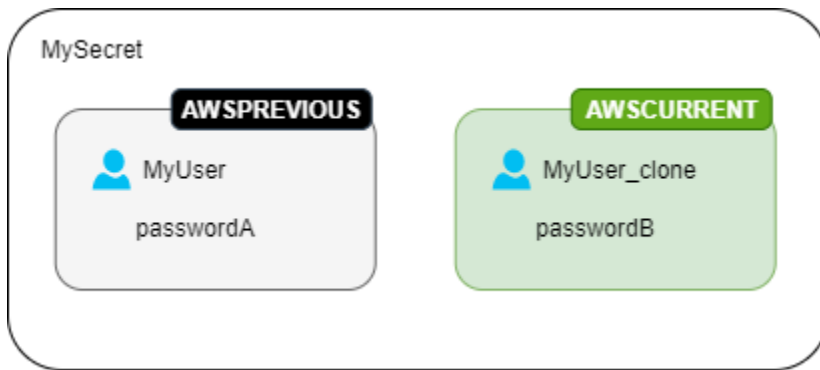 MySecret
AWSPREVIOUS
MyUser
passwordA
AWSCURRENT
MyUser_clone
passwordB